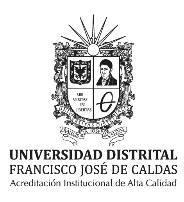 UNIVERSIDAD DISTRITAL
FRANCISCO JOSÉ DE CALDAS
Acreditación Institucional de Alta Calidad